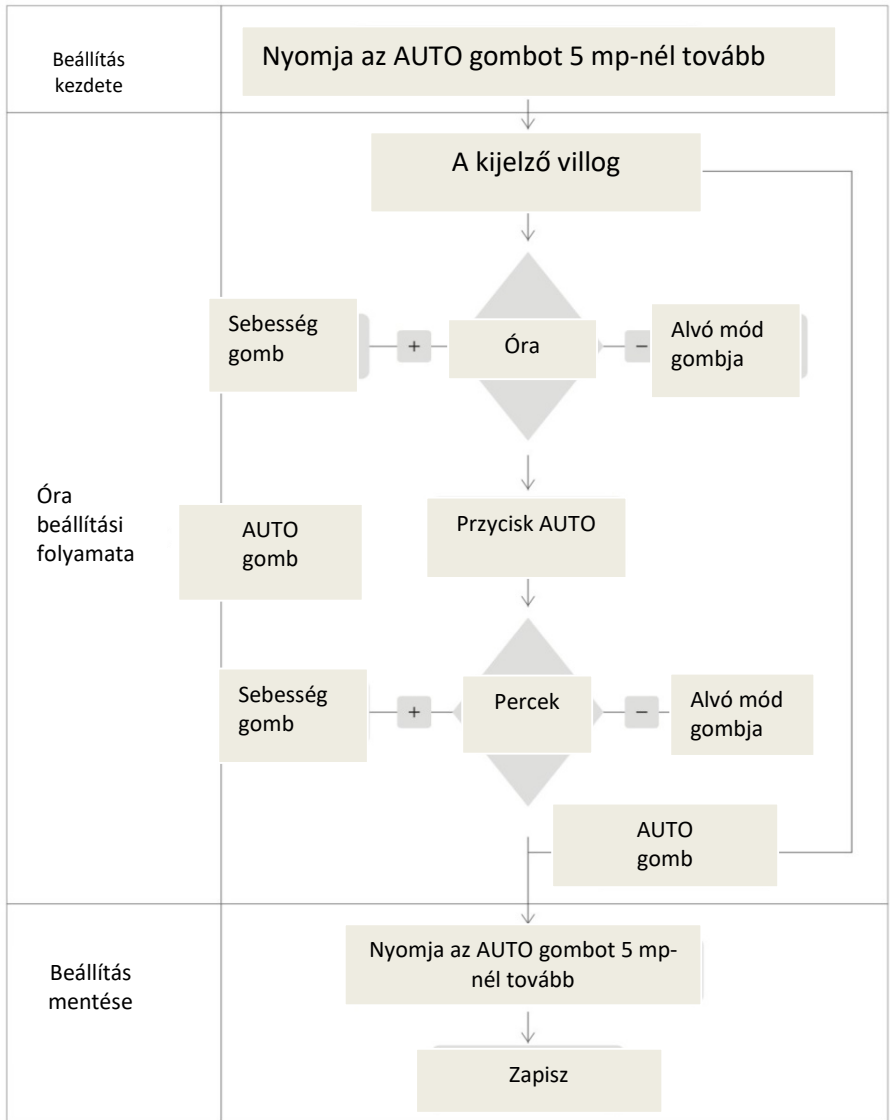 Beállítás
kezdete
Nyomja az AUTO gombot 5 mp-nél tovább
A kijelző villog
Sebesség
gomb
+
Óra
−
Alvó mód
gombja
Óra
beállítási
folyamata
AUTO
gomb
Przycisk AUTO
Sebesség
gomb
+
Percek
−
Alvó mód
gombja
AUTO
gomb
Beállítás
mentése
Nyomja az AUTO gombot 5 mp-
nél tovább
Zapisz